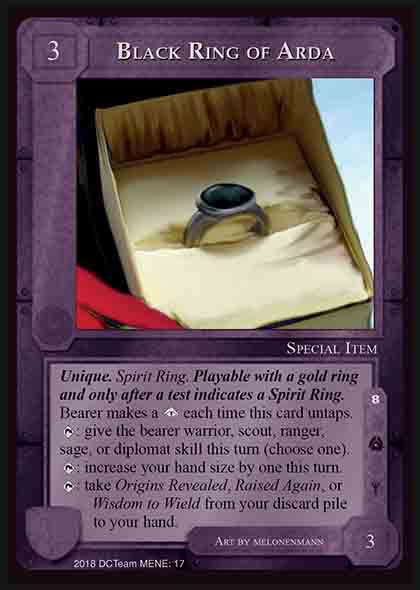 3
BLACK RING OF ARDA
SPECIAL ITEM
Unique. Spirit Ring. Playable with a gold ring
and only after a test indicates a Spirit Ring.
Bearer makes a each time this card untaps.
: give the bearer warrior, scout, ranger,
sage, or diplomat skill this turn (choose one).
: increase your hand size by one this turn.
: take Origins Revealed, Raised Again, or
Wisdom to Wield from your discard pile
to your hand.
8
ART BY MELONENMANN
3
2018 DCTeam MENE: 17